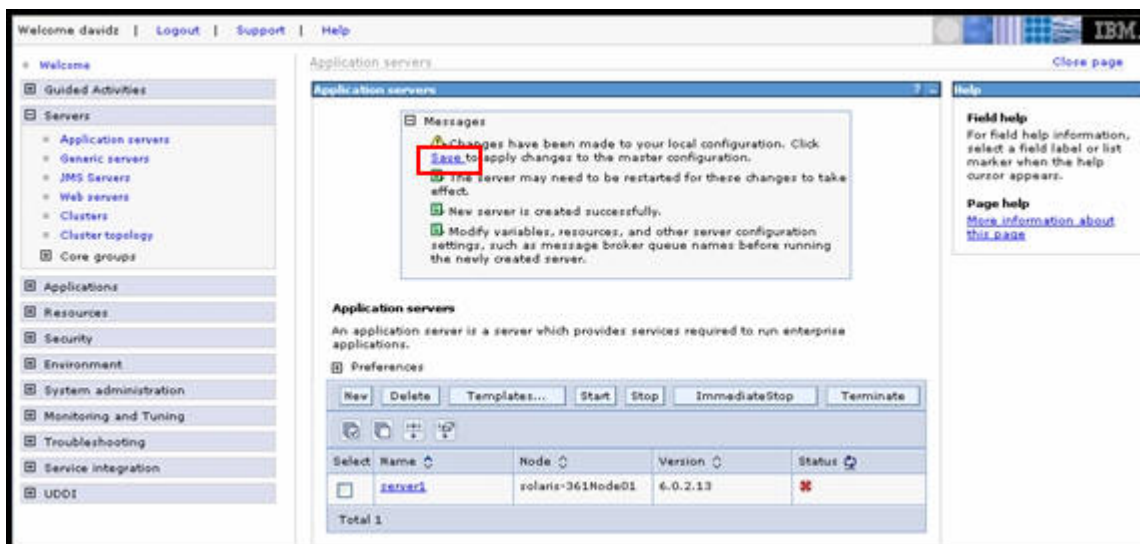 Welcome davidz | Logout | Support | Help
IBM.
Welcome
Guided Activities
Servers
Application servers
Generic servers
JMS Servers
Web servers
Clusters
Cluster topology
Core groups
Applications
Resources
Security
Environment
System administration
Monitoring and Tuning
Troubleshooting
Service integration
UDDI
Application servers
Close page
Application servers
? -
Messages
Changes have been made to your local configuration. Click
Save to apply changes to the master configuration.
The server may need to be restarted for these changes to take
effect.
New server is created successfully.
Modify variables, resources, and other server configuration
settings, such as message broker queue names before running
the newly created server.
Application servers
An application server is a server which provides services required to run enterprise
applications.
Preferences
New Delete Templates... Start Stop ImmediateStop Terminate
Select Name Node Version Status
server1 solaris-361Node01 6.0.2.13
Total 1
Help
Field help
For field help information,
select a field label or list
marker when the help
cursor appears.
Page help
More information about
this page